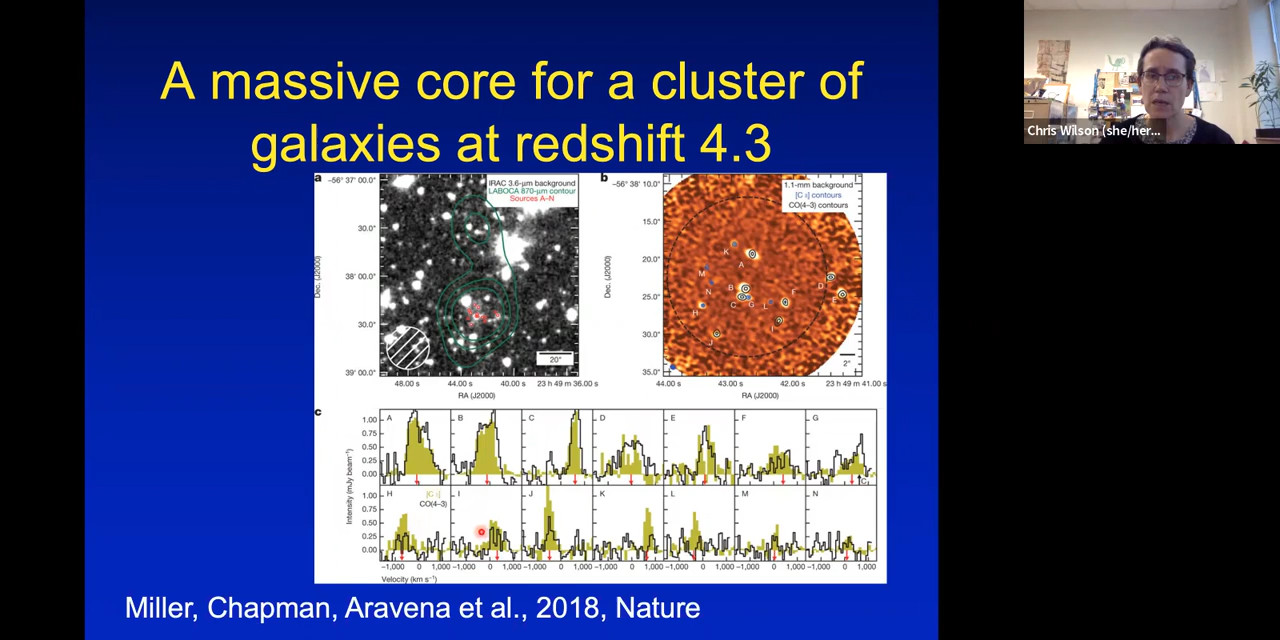 A massive core for a cluster of
galaxies at redshift 4.3
Chris Wilson (she/her...
a
−56° 37' 00.0"
30.0"
38' 00.0"
30.0"
39' 00.0"
Dec. (J2000)
IRAC 3.6-μm background
LABOCA 870-μm contour
Sources A–N
20"
48.00 s 44.00 s 40.00 s 23 h 49 m 36.00 s
RA (J2000)
b
−56° 38' 10.0"
15.0"
20.0"
25.0"
30.0"
35.0"
Dec. (J2000)
1.1-mm background
[C II] contours
CO(4–3) contours
K
A
M
N
B
C G L
F
D
E
H
I
J
2"
44.00 s 43.00 s 42.00 s 23 h 49 m 41.00 s
RA (J2000)
c
Intensity (mJy beam⁻¹)
1.00
0.75
0.50
0.25
0.00
A B C D E F G
C
1.00
0.75
0.50
0.25
0.00
H I J K L M N
[C II]
CO(4–3)
−1,000 0 1,000 −1,000 0 1,000 −1,000 0 1,000 −1,000 0 1,000 −1,000 0 1,000 −1,000 0 1,000 −1,000 0 1,000
Velocity (km s⁻¹)
Miller, Chapman, Aravena et al., 2018, Nature